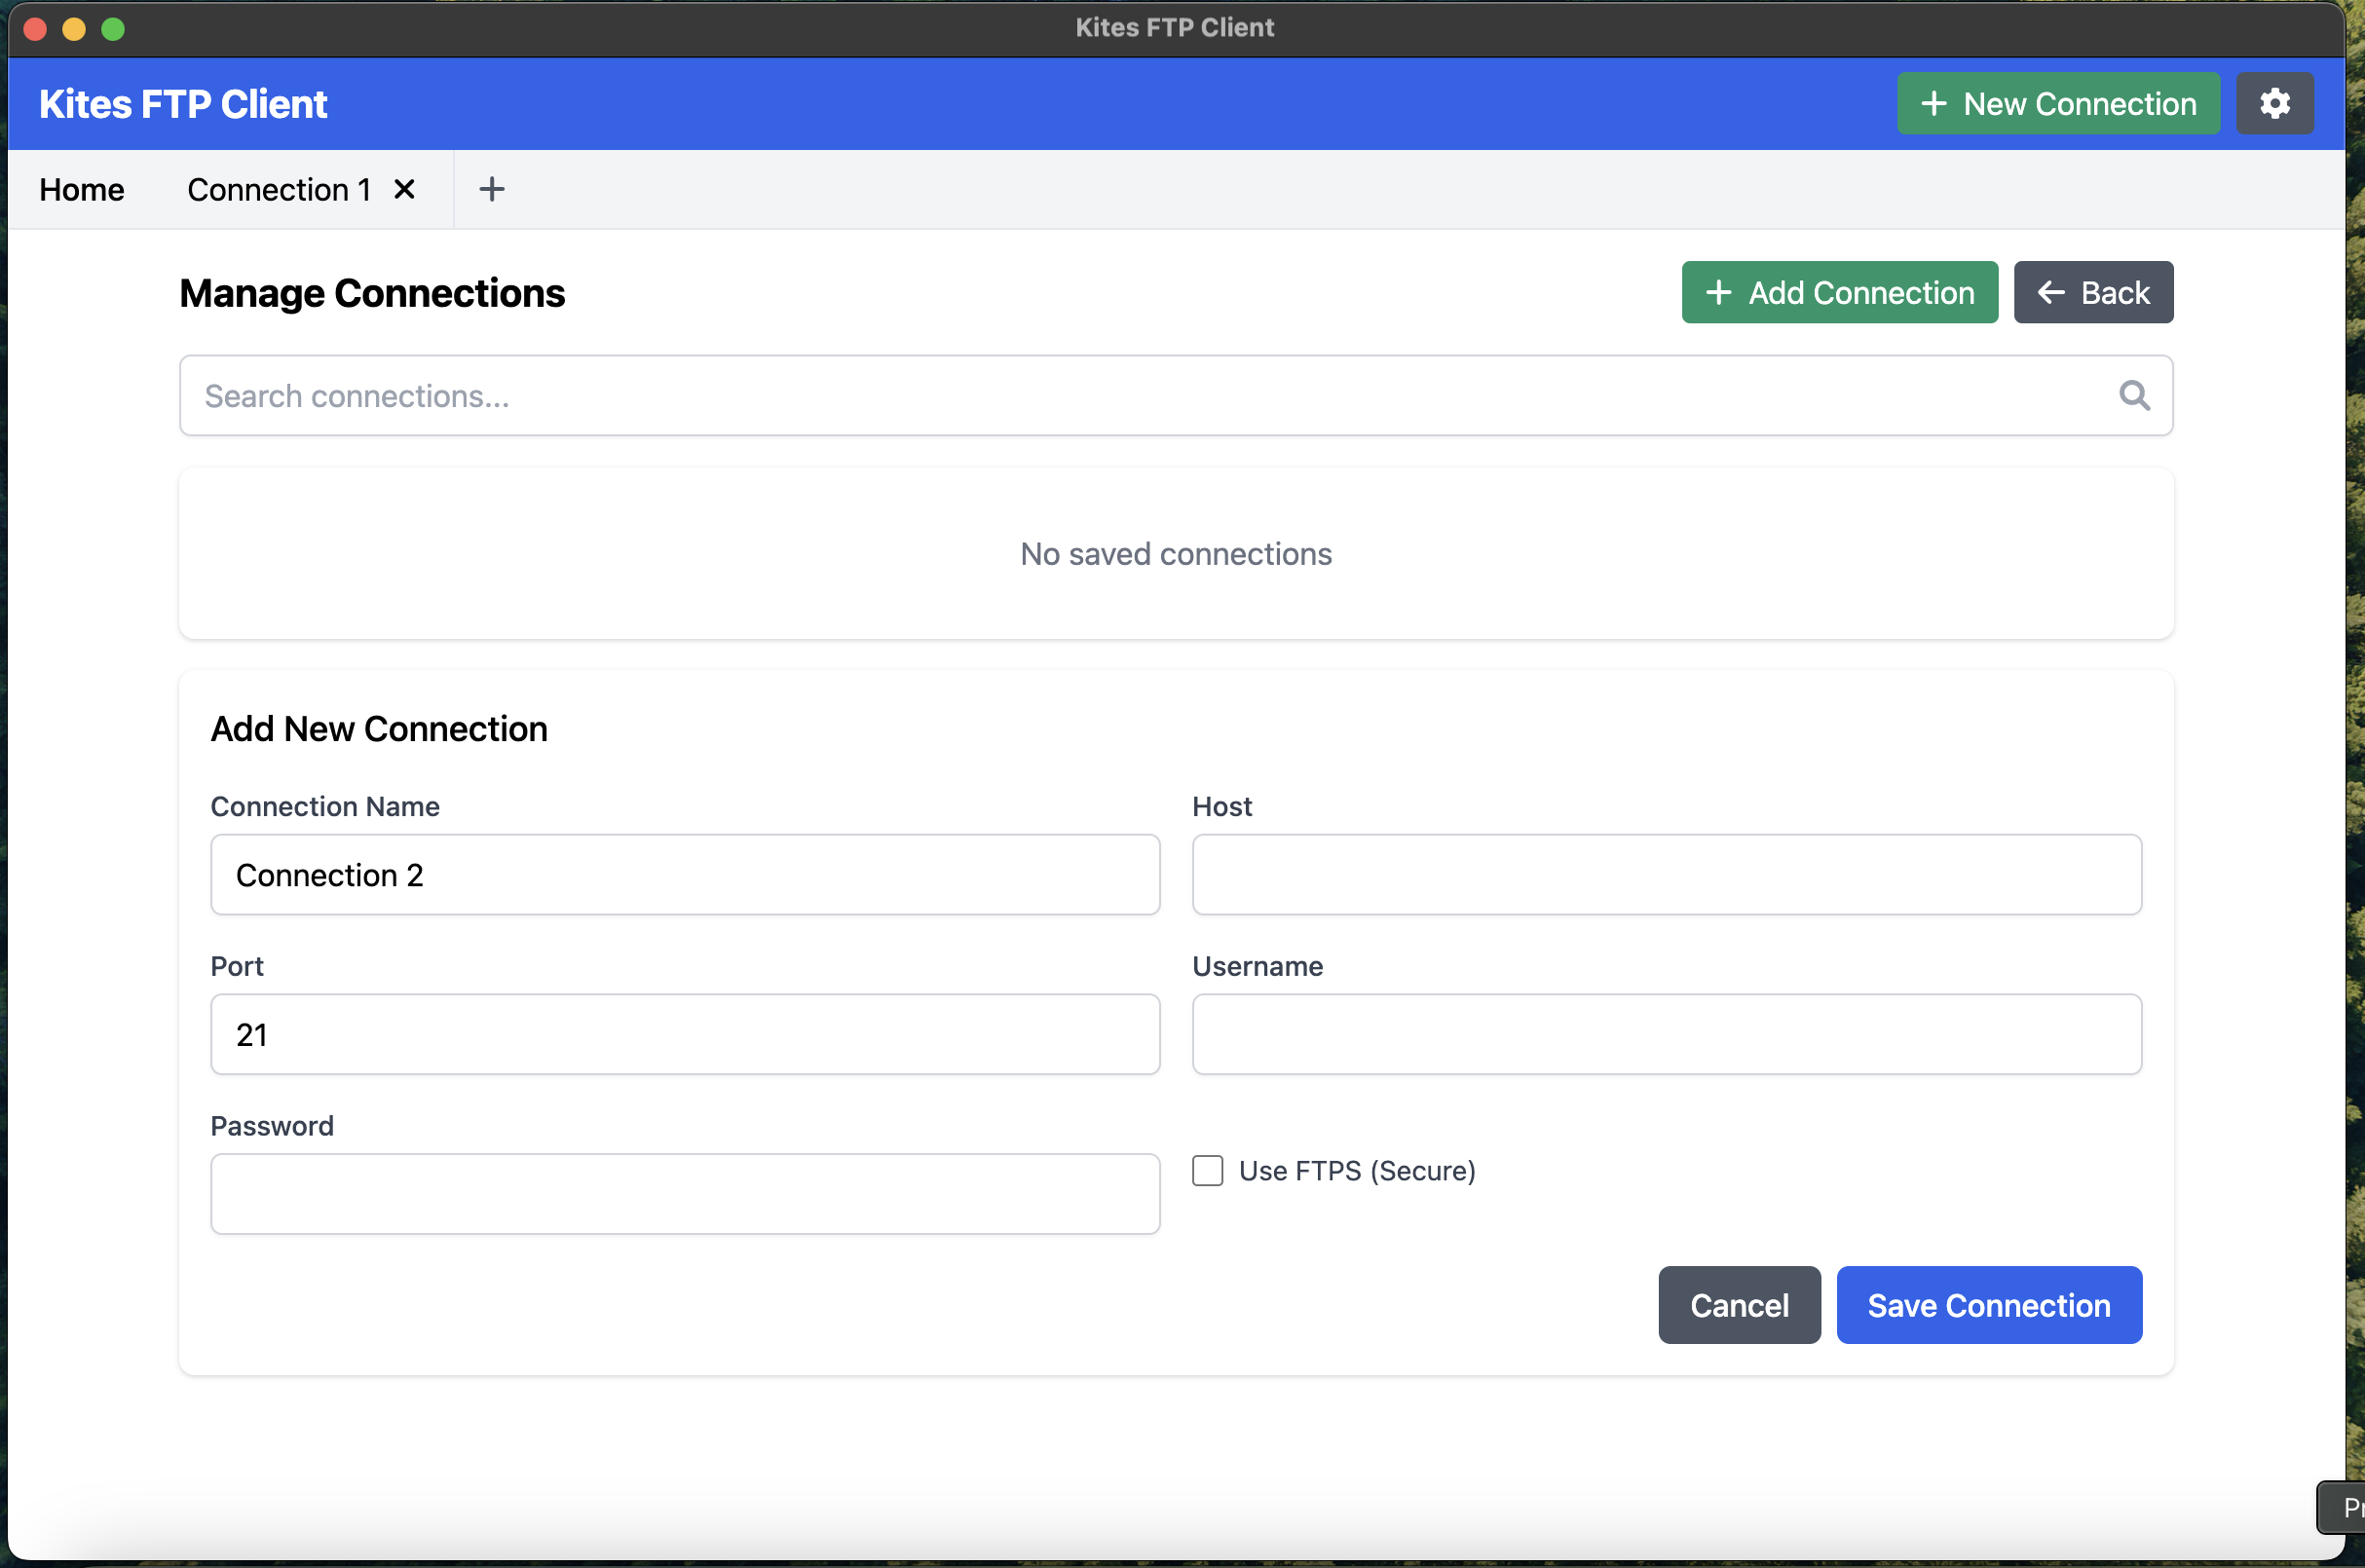 Kites FTP Client
Kites FTP Client
New Connection
Home
Connection 1
Manage Connections
Add Connection
Back
Search connections...
No saved connections
Add New Connection
Connection Name
Host
Connection 2
Port
Username
21
Password
Use FTPS (Secure)
Cancel
Save Connection